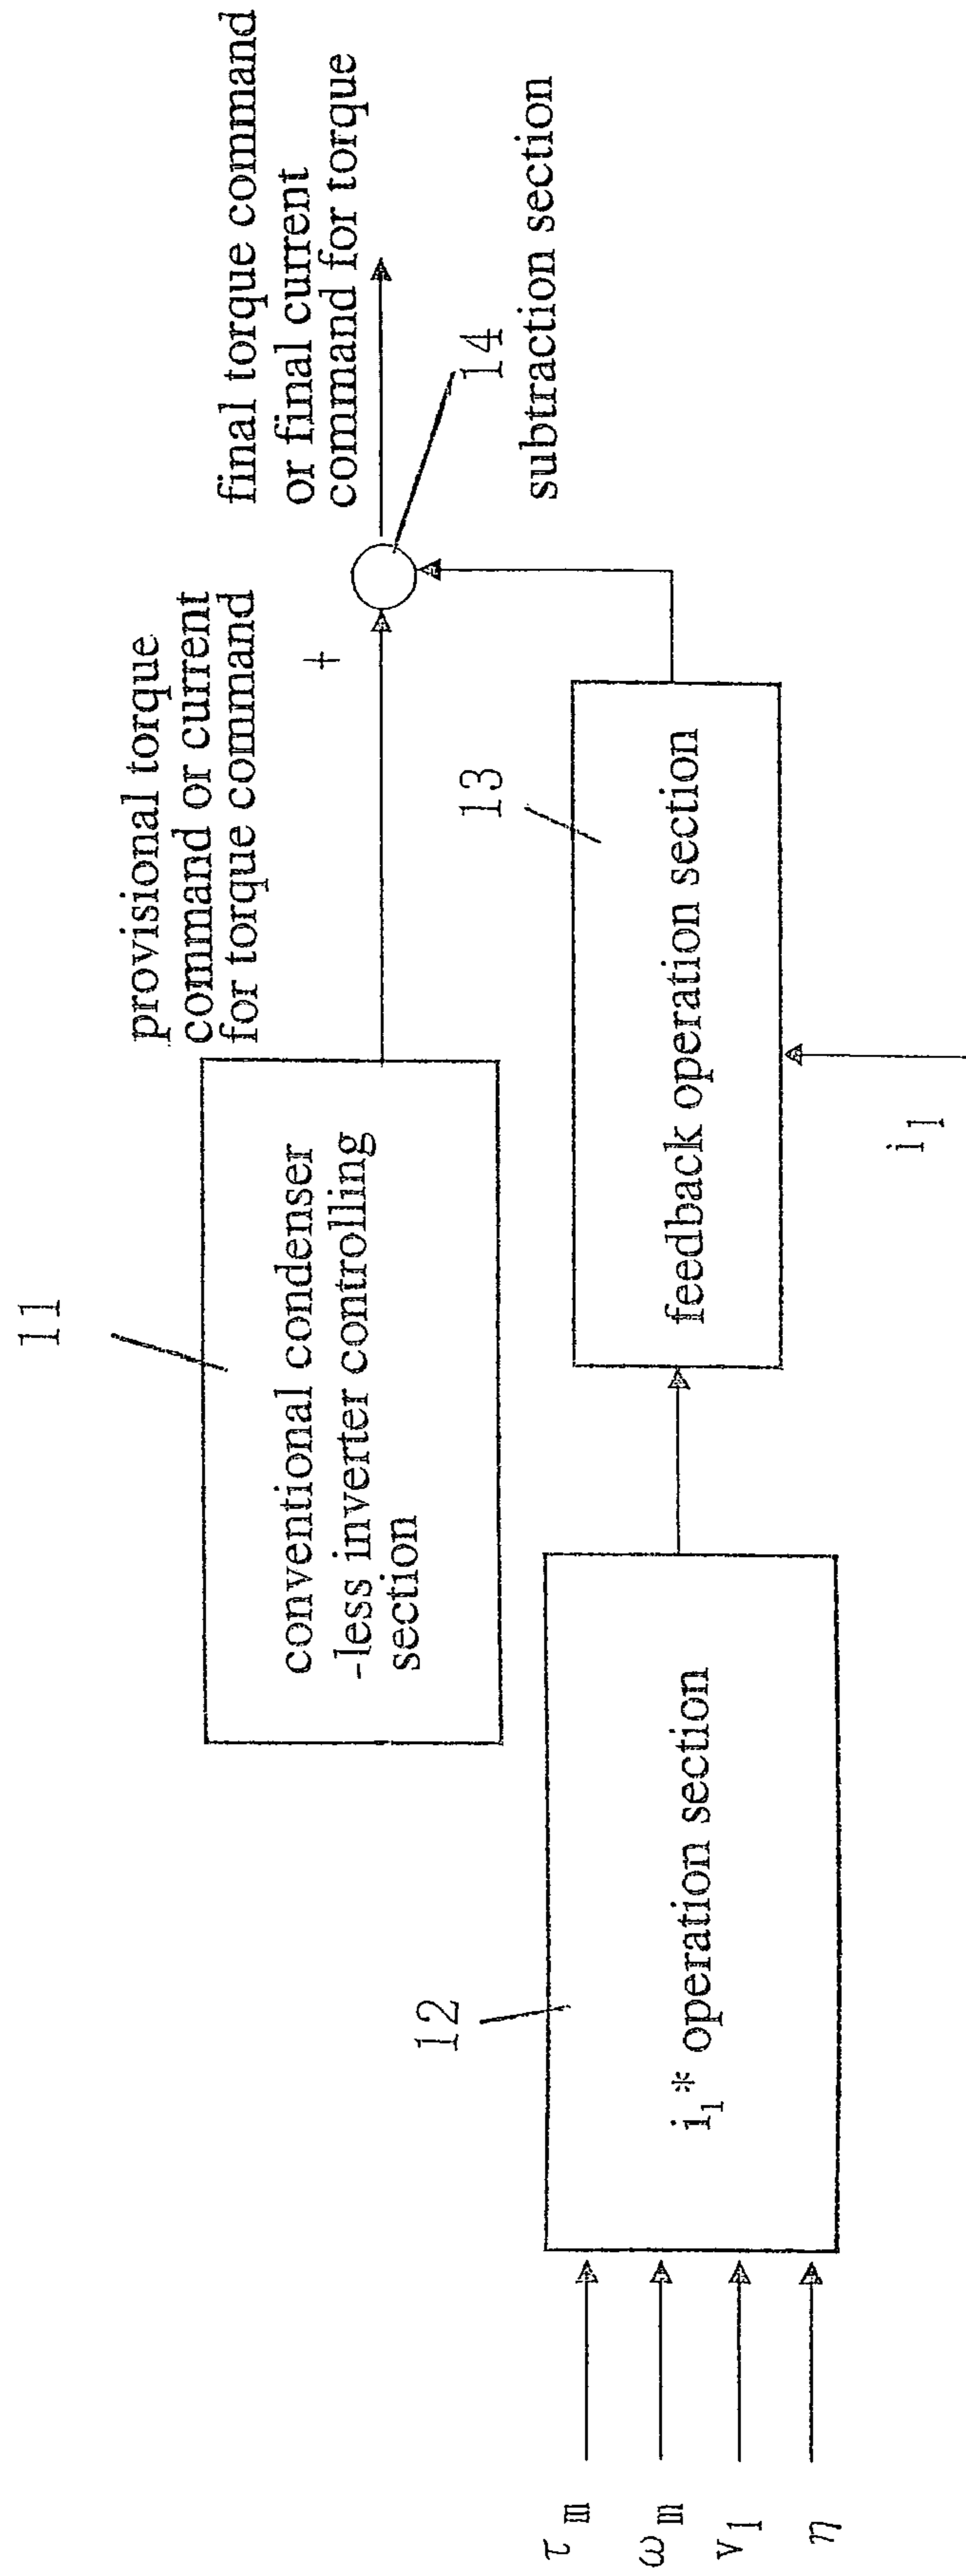 11
conventional condenser
-less inverter controlling
section
provisional torque
command or current
for torque command
+
final torque command
or final current
command for torque
14
subtraction section
12
i₁* operation section
13
feedback operation section
τm
ωm
v1
η
i1